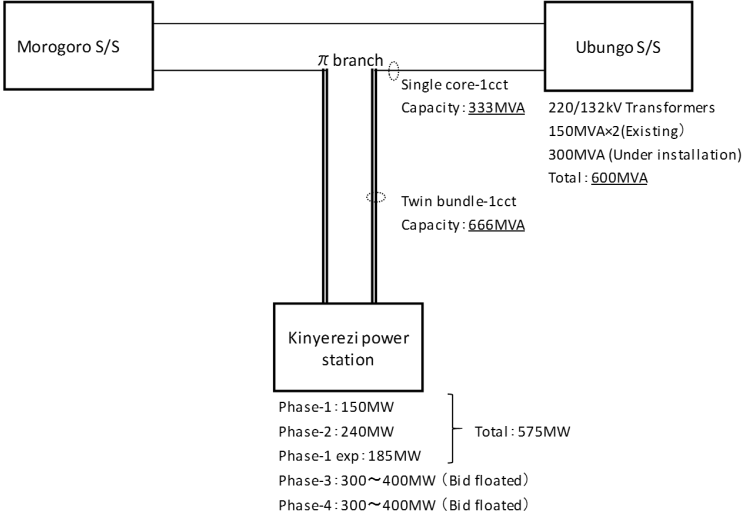 Morogoro S/S
Ubungo S/S
π branch
Single core-1cct
Capacity：333MVA
220/132kV Transformers
150MVA×2(Existing）
300MVA (Under installation)
Total：600MVA
Twin bundle-1cct
Capacity：666MVA
Kinyerezi power
station
Phase-1：150MW
Phase-2：240MW
Total：575MW
Phase-1 exp：185MW
Phase-3：300～400MW（Bid floated）
Phase-4：300～400MW（Bid floated）